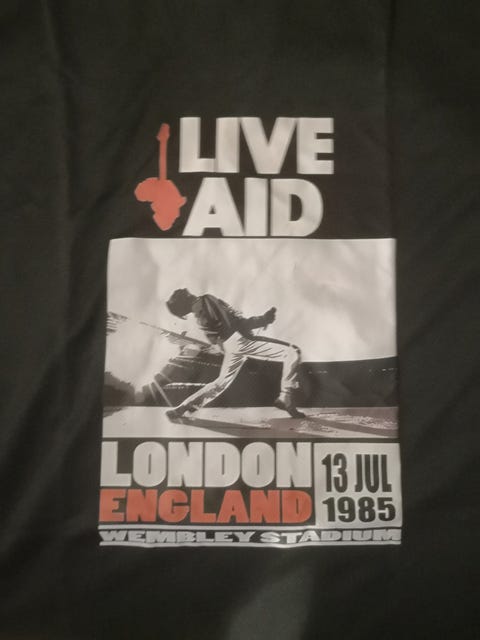 LIVE
AID
LONDON
ENGLAND
13 JUL
1985
WEMBLEY STADIUM